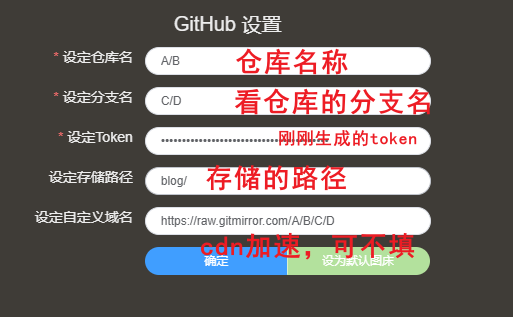 GitHub 设置
* 设定仓库名 A/B 仓库名称
* 设定分支名 C/D 看仓库的分支名
* 设定Token 刚刚生成的token
设定存储路径 blog/ 存储的路径
设定自定义域名 https://raw.gitmirror.com/A/B/C/D
cdn加速，可不填
确定 设为默认图床